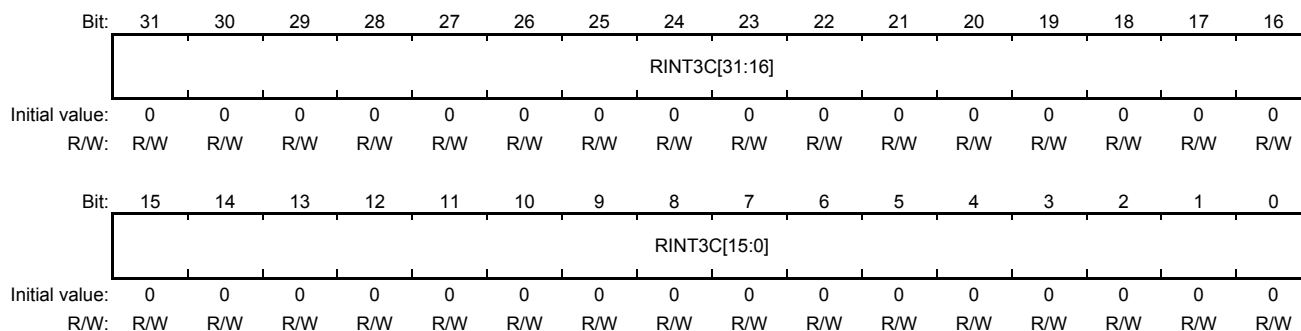 Bit: 31 30 29 28 27 26 25 24 23 22 21 20 19 18 17 16
RINT3C[31:16]
Initial value: 0 0 0 0 0 0 0 0 0 0 0 0 0 0 0 0
R/W: R/W R/W R/W R/W R/W R/W R/W R/W R/W R/W R/W R/W R/W R/W R/W R/W
Bit: 15 14 13 12 11 10 9 8 7 6 5 4 3 2 1 0
RINT3C[15:0]
Initial value: 0 0 0 0 0 0 0 0 0 0 0 0 0 0 0 0
R/W: R/W R/W R/W R/W R/W R/W R/W R/W R/W R/W R/W R/W R/W R/W R/W R/W